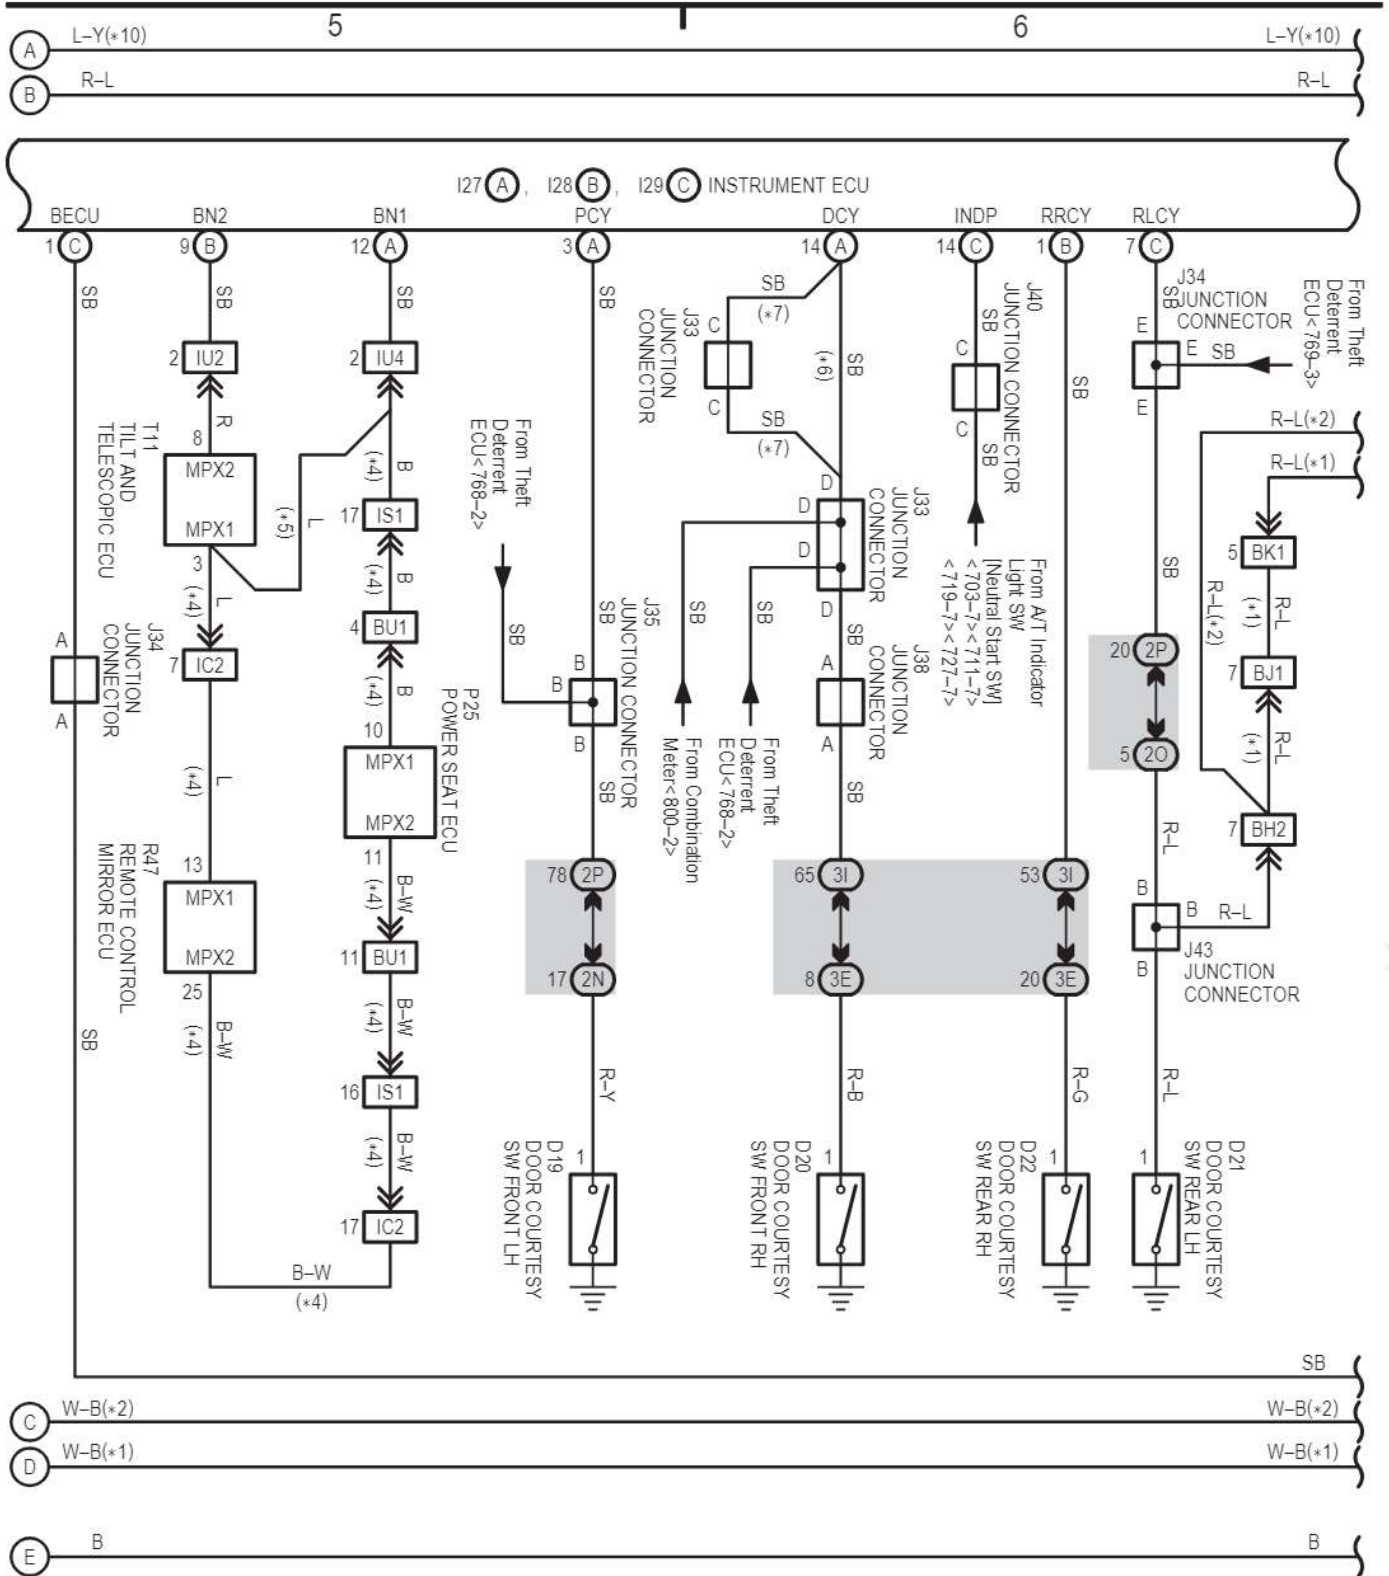 5
6
A
L–Y(∗10)
L–Y(∗10)
B
R–L
R–L
I27 A , I28 B , I29 C INSTRUMENT ECU
BECU
BN2
BN1
PCY
DCY
INDP
RRCY
RLCY
1 C
9 B
12 A
3 A
14 A
14 C
1 B
7 C
SB
A
J34
JUNCTION
CONNECTOR
A
SB
SB
2 IU2
R
8
T11
TILT AND
TELESCOPIC ECU
MPX2
MPX1
3
L
(∗5)
L
(∗4)
7 IC2
L
(∗4)
13
R47
REMOTE CONTROL
MIRROR ECU
MPX1
MPX2
25
B–W
(∗4)
B–W
(∗4)
SB
2 IU4
B
(∗4)
17 IS1
B
(∗4)
4 BU1
B
(∗4)
10
P25
POWER SEAT ECU
MPX1
MPX2
11
B–W
(∗4)
11 BU1
B–W
(∗4)
16 IS1
B–W
(∗4)
17 IC2
From Theft
Deterrent
ECU<768–2>
SB
SB
B
B
B
J35
JUNCTION CONNECTOR
SB
78 2P
17 2N
R–Y
1
D19
DOOR COURTESY
SW FRONT LH
SB
(∗7)
C
J33
JUNCTION
CONNECTOR
C
SB
(∗7)
SB
(∗6)
D
D
D
D
J33
JUNCTION
CONNECTOR
SB
From Combination
Meter<800–2>
SB
From Theft
Deterrent
ECU<768–2>
SB
A
J38
JUNCTION
CONNECTOR
A
SB
65 3I
8 3E
R–B
1
D20
DOOR COURTESY
SW FRONT RH
SB
C
J40
JUNCTION CONNECTOR
C
SB
From A/T Indicator
Light SW
[Neutral Start SW]
<703–7><711–7>
<719–7><727–7>
SB
53 3I
20 3E
R–G
1
D22
DOOR COURTESY
SW REAR RH
SB
J34
JUNCTION
CONNECTOR
E
E
E
SB
From Theft
Deterrent
ECU<769–3>
SB
20 2P
5 2O
R–L
B
B
B
R–L
J43
JUNCTION
CONNECTOR
R–L
1
D21
DOOR COURTESY
SW REAR LH
R–L(∗2)
R–L(∗1)
5 BK1
R–L(∗2)
R–L
(∗1)
7 BJ1
R–L
(∗1)
7 BH2
SB
C
W–B(∗2)
W–B(∗2)
D
W–B(∗1)
W–B(∗1)
E
B
B